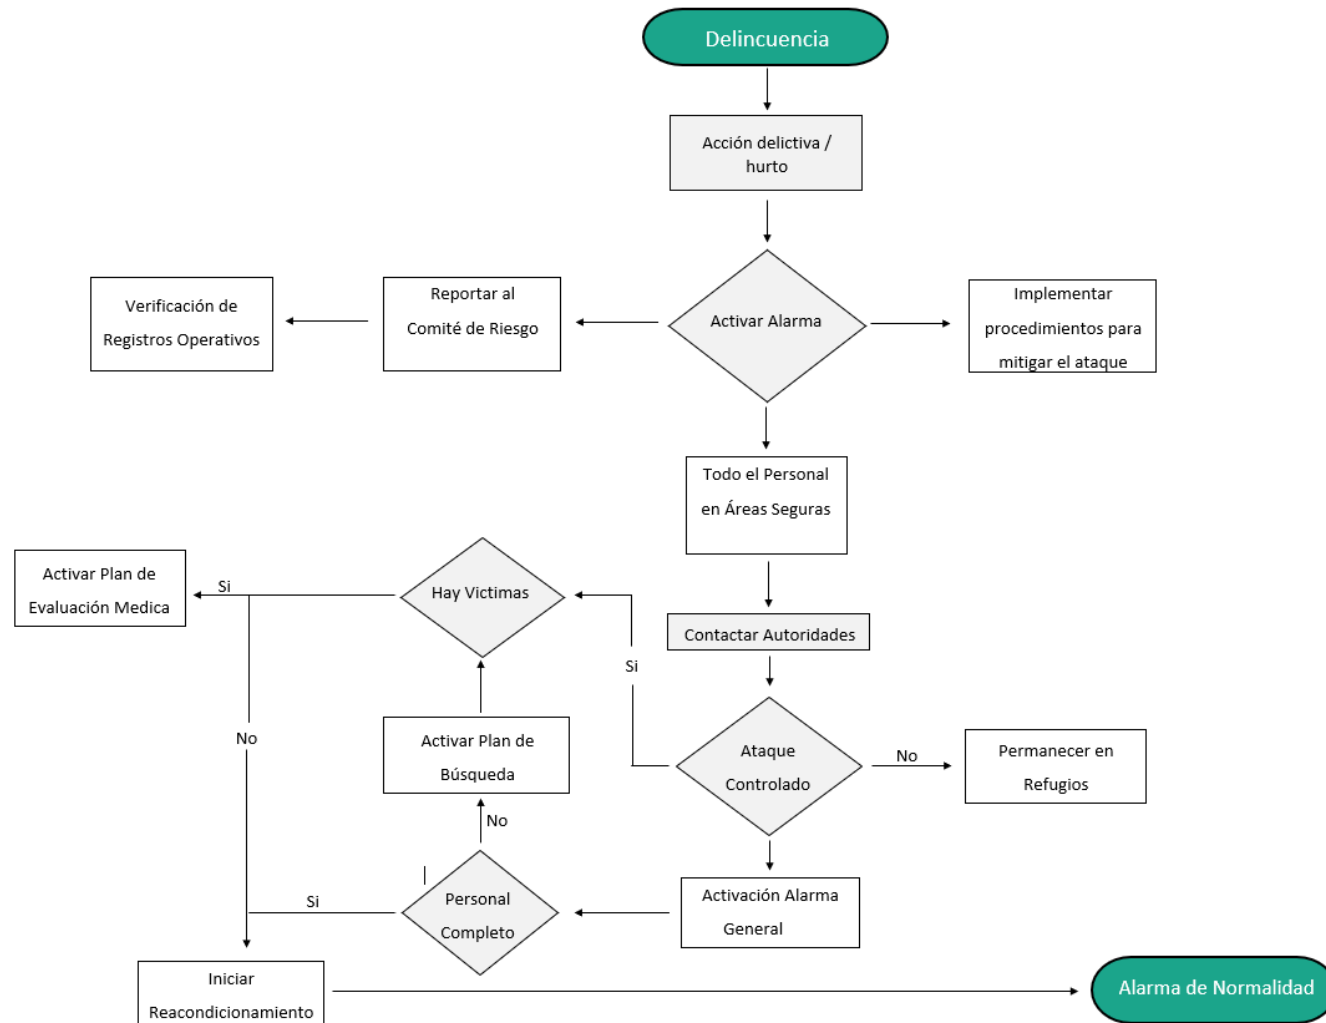 Delincuencia
Acción delictiva /
hurto
Activar Alarma
Reportar al
Comité de Riesgo
Verificación de
Registros Operativos
Implementar
procedimientos para
mitigar el ataque
Todo el Personal
en Áreas Seguras
Contactar Autoridades
Hay Victimas
Si
Activar Plan de
Evaluación Medica
Si
No
Activar Plan de
Búsqueda
Ataque
Controlado
No
Permanecer en
Refugios
No
Personal
Completo
Si
Activación Alarma
General
Iniciar
Reacondicionamiento
Alarma de Normalidad